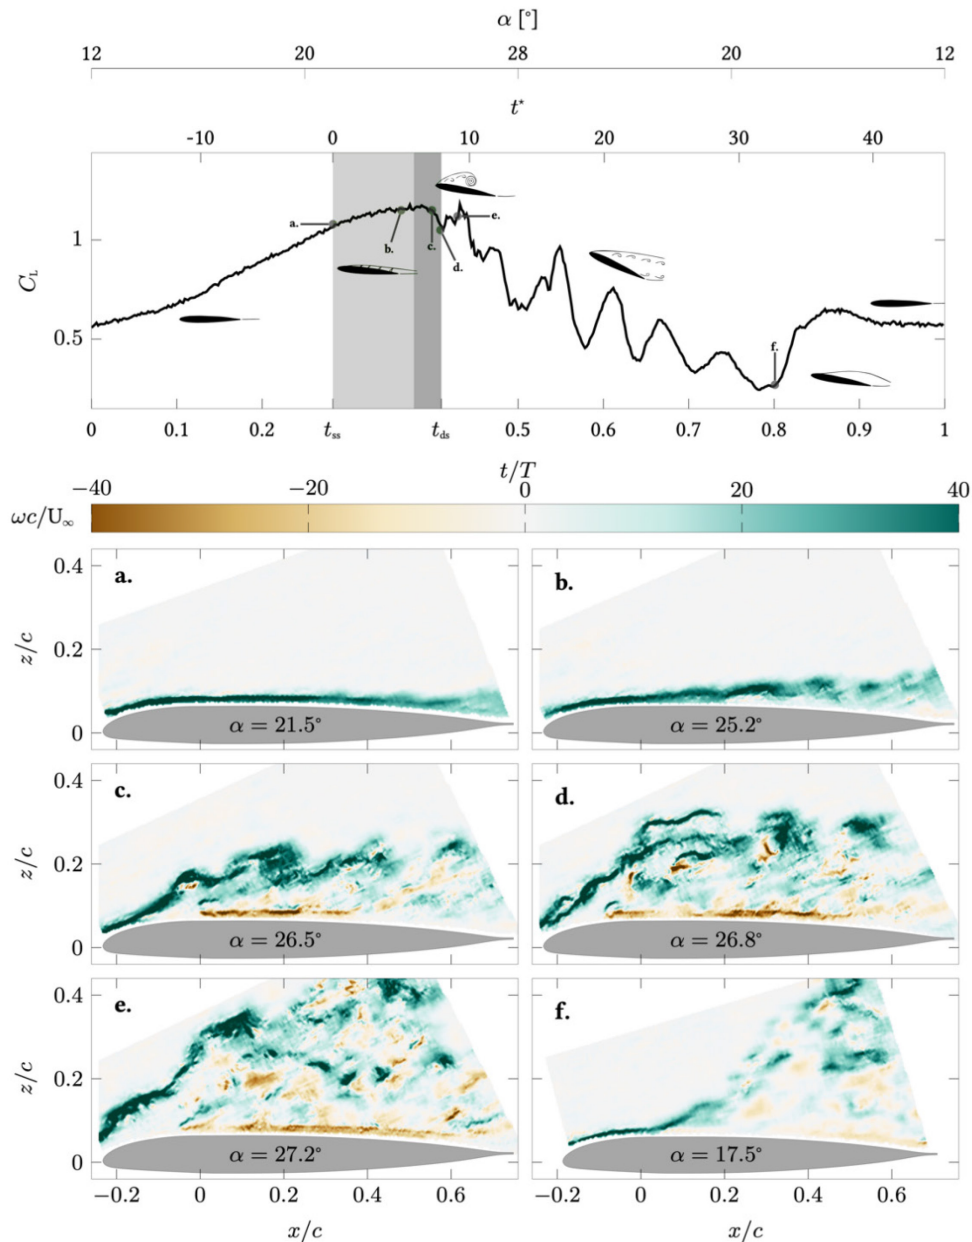 α [°]
12 20 28 20 12
t*
-10 0 10 20 30 40
a.
b.
c.
d.
e.
f.
1
0.5
C_L
0 0.1 0.2 t_ss t_ds 0.5 0.6 0.7 0.8 0.9 1
t/T
−40 −20 0 20 40
ωc/U_∞
a.
b.
0.4
0.2
0
z/c
α = 21.5°
α = 25.2°
c.
d.
0.4
0.2
0
z/c
α = 26.5°
α = 26.8°
e.
f.
0.4
0.2
0
z/c
α = 27.2°
α = 17.5°
−0.2 0 0.2 0.4 0.6
−0.2 0 0.2 0.4 0.6
x/c
x/c